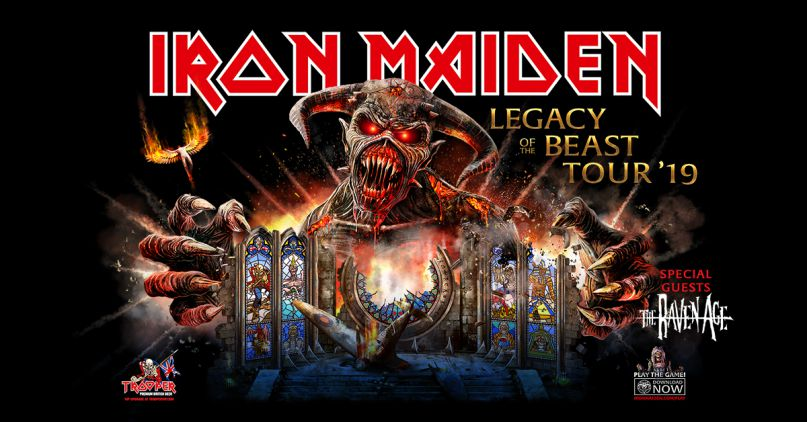 IRON MAIDEN
LEGACY
OF THE BEAST
TOUR '19
SPECIAL
GUESTS
THE RAVEN AGE
TROOPER
PREMIUM BRITISH BEER
PLAY THE GAME!
DOWNLOAD
NOW